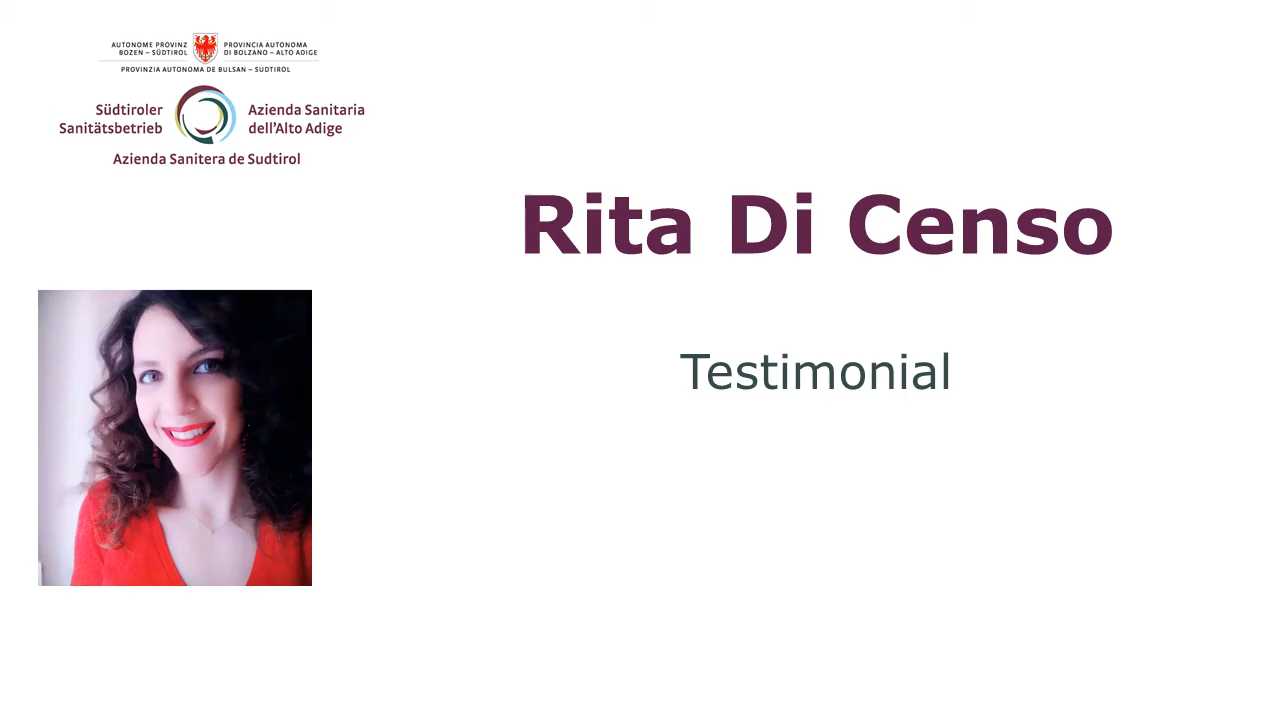 AUTONOME PROVINZ
BOZEN – SÜDTIROL
PROVINCIA AUTONOMA
DI BOLZANO – ALTO ADIGE
PROVINZIA AUTONOMA DE BULSAN – SUDTIROL
Südtiroler
Sanitätsbetrieb
Azienda Sanitaria
dell'Alto Adige
Azienda Sanitera de Sudtirol
Rita Di Censo
Testimonial